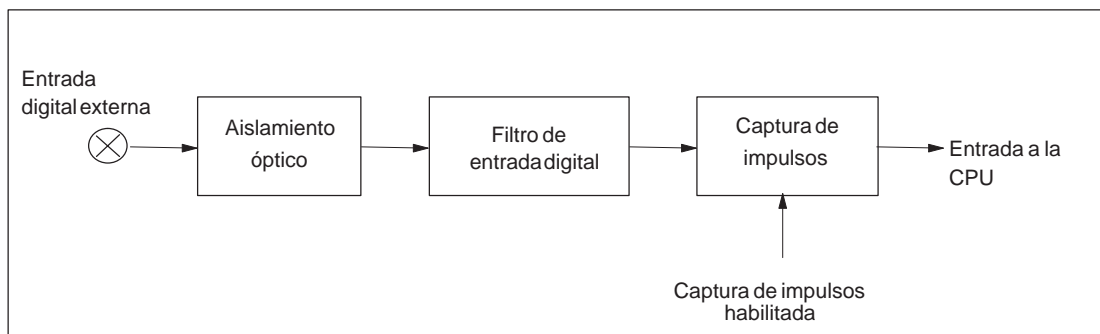 Entrada
digital externa
Aislamiento
óptico
Filtro de
entrada digital
Captura de
impulsos
Entrada a la
CPU
Captura de impulsos
habilitada